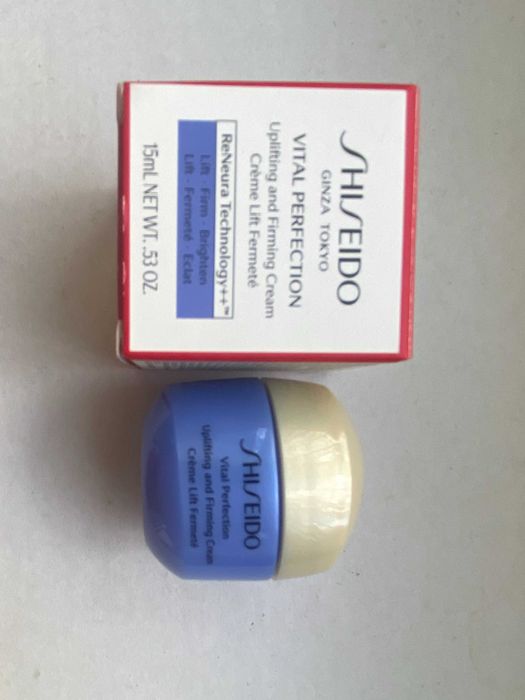 SHISEIDO
GINZA TOKYO
VITAL PERFECTION
Uplifting and Firming Cream
Crème Lift Fermeté
ReNeura Technology++™
Lift · Firm · Brighten
Lift · Fermeté · Eclat
15mL NET WT. .53 OZ.
SHISEIDO
Vital Perfection
Uplifting and Firming Cream
Crème Lift Fermeté